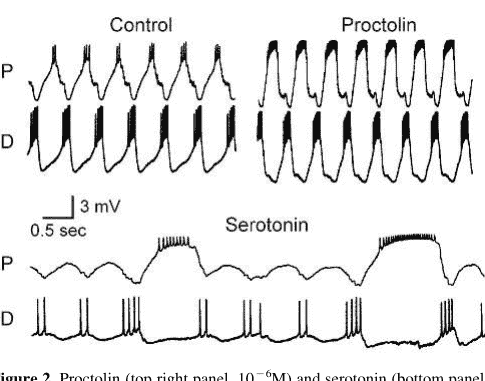 Control Proctolin
P
D
3 mV
0.5 sec
Serotonin
P
D
igure 2. Proctolin (top right panel, 10⁻⁶M) and serotonin (bottom panel